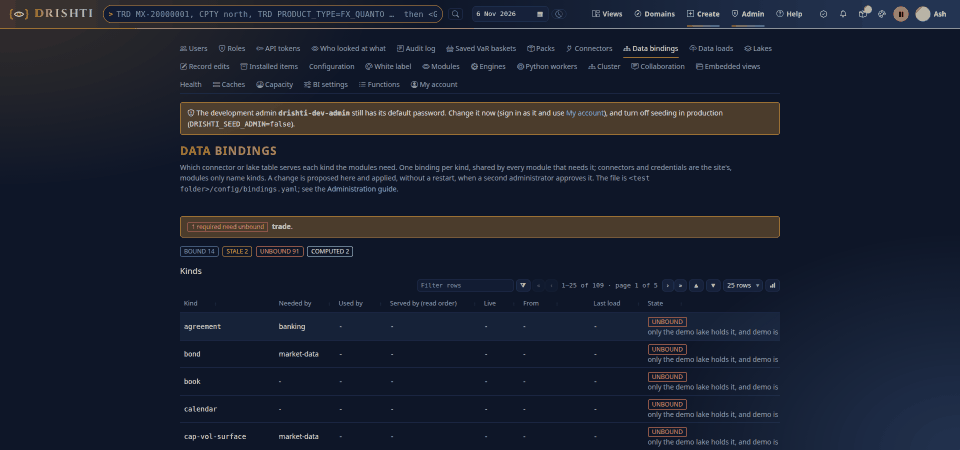 DRISHTI
> TRD MX-20000001, CPTY north, TRD PRODUCT_TYPE=FX_QUANTO … then <G
6 Nov 2026
Views Domains Create Admin Help Ash
Users Roles API tokens Who looked at what Audit log Saved VaR baskets Packs Connectors Data bindings Data loads Lakes
Record edits Installed items Configuration White label Modules Engines Python workers Cluster Collaboration Embedded views
Health Caches Capacity BI settings Functions My account
The development admin drishti-dev-admin still has its default password. Change it now (sign in as it and use My account), and turn off seeding in production
(DRISHTI_SEED_ADMIN=false).
DATA BINDINGS
Which connector or lake table serves each kind the modules need. One binding per kind, shared by every module that needs it; connectors and credentials are the site's,
modules only name kinds. A change is proposed here and applied, without a restart, when a second administrator approves it. The file is <test
folder>/config/bindings.yaml; see the Administration guide.
1 required need unbound trade.
BOUND 14 STALE 2 UNBOUND 91 COMPUTED 2
Kinds
Filter rows « ‹ 1–25 of 109 · page 1 of 5 › » ▲ ▼ 25 rows
Kind Needed by Used by Served by (read order) Live From Last load State
agreement banking - - - - - UNBOUND
only the demo lake holds it, and demo is
bond market-data - - - - - UNBOUND
only the demo lake holds it, and demo is
book - - - - - - UNBOUND
only the demo lake holds it, and demo is
calendar - - - - - - UNBOUND
only the demo lake holds it, and demo is
cap-vol-surface market-data - - - - - UNBOUND
only the demo lake holds it, and demo is